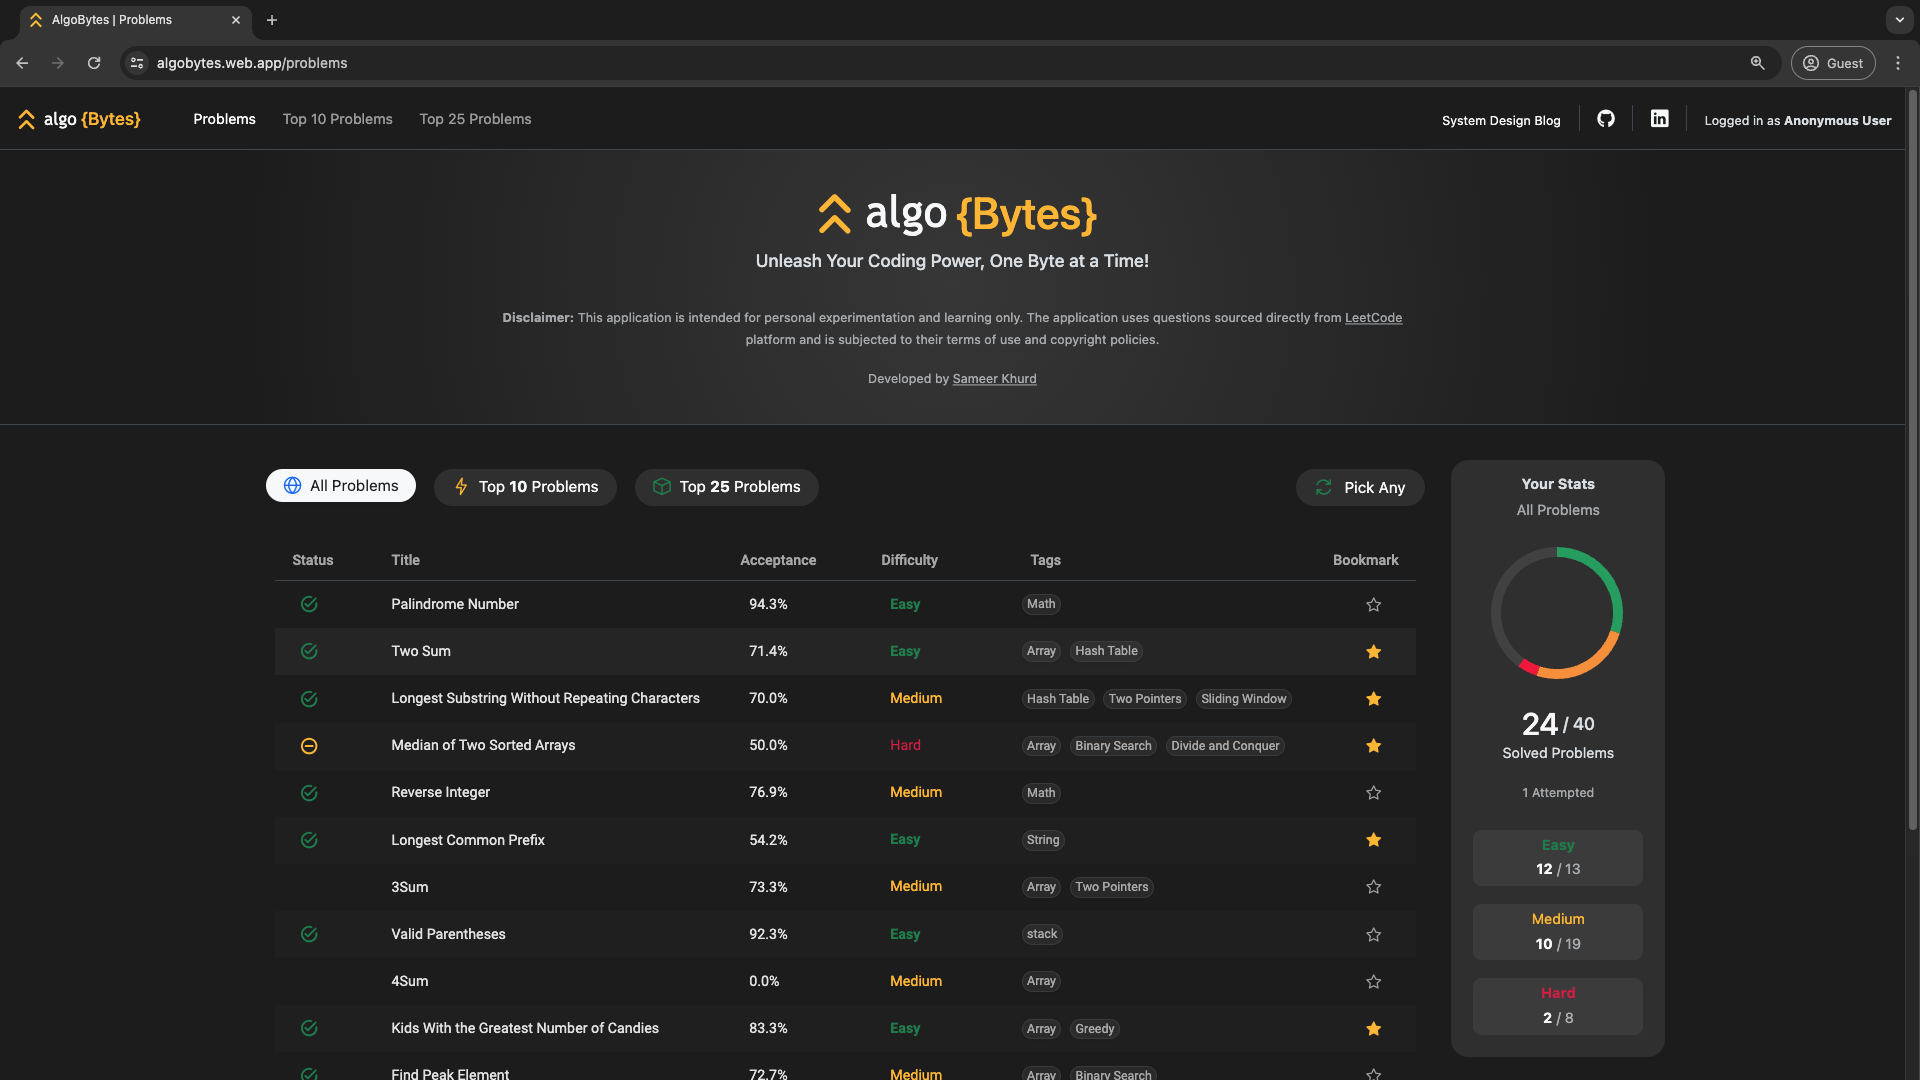 AlgoBytes | Problems
algobytes.web.app/problems
Guest
algo {Bytes}
Problems
Top 10 Problems
Top 25 Problems
System Design Blog
Logged in as Anonymous User
algo {Bytes}
Unleash Your Coding Power, One Byte at a Time!
Disclaimer: This application is intended for personal experimentation and learning only. The application uses questions sourced directly from LeetCode
platform and is subjected to their terms of use and copyright policies.
Developed by Sameer Khurd
All Problems
Top 10 Problems
Top 25 Problems
Pick Any
Status Title Acceptance Difficulty Tags Bookmark
Palindrome Number 94.3% Easy Math
Two Sum 71.4% Easy Array Hash Table
Longest Substring Without Repeating Characters 70.0% Medium Hash Table Two Pointers Sliding Window
Median of Two Sorted Arrays 50.0% Hard Array Binary Search Divide and Conquer
Reverse Integer 76.9% Medium Math
Longest Common Prefix 54.2% Easy String
3Sum 73.3% Medium Array Two Pointers
Valid Parentheses 92.3% Easy stack
4Sum 0.0% Medium Array
Kids With the Greatest Number of Candies 83.3% Easy Array Greedy
Find Peak Element 72.7% Medium Array Binary Search
Your Stats
All Problems
24 / 40
Solved Problems
1 Attempted
Easy
12 / 13
Medium
10 / 19
Hard
2 / 8